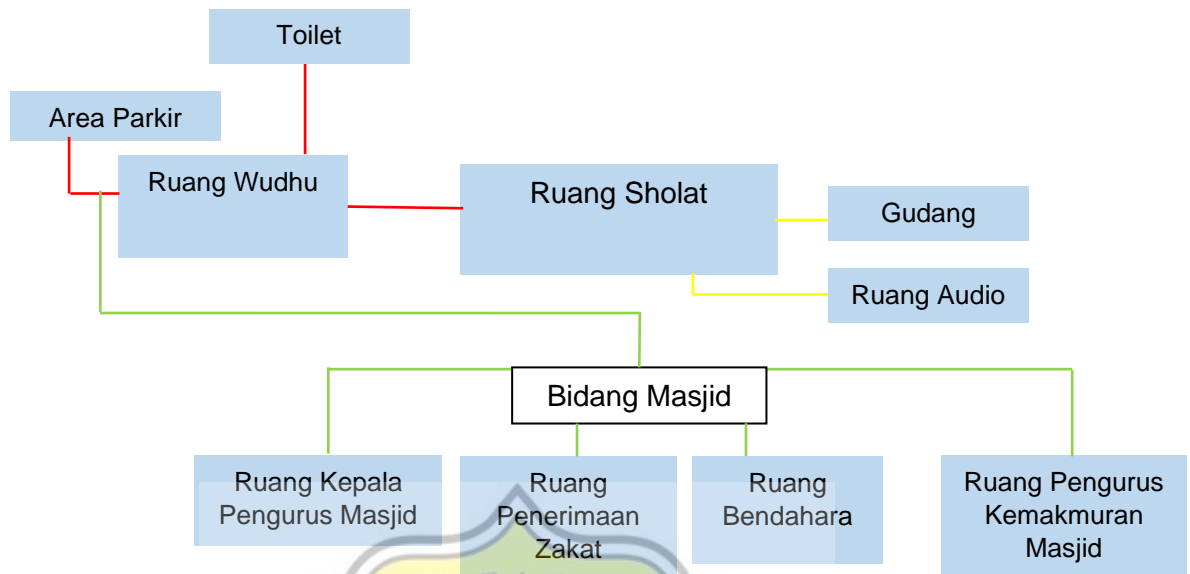 Toilet
Area Parkir
Ruang Wudhu
Ruang Sholat
Gudang
Ruang Audio
Bidang Masjid
Ruang Kepala
Pengurus Masjid
Ruang
Penerimaan
Zakat
Ruang
Bendahara
Ruang Pengurus
Kemakmuran
Masjid